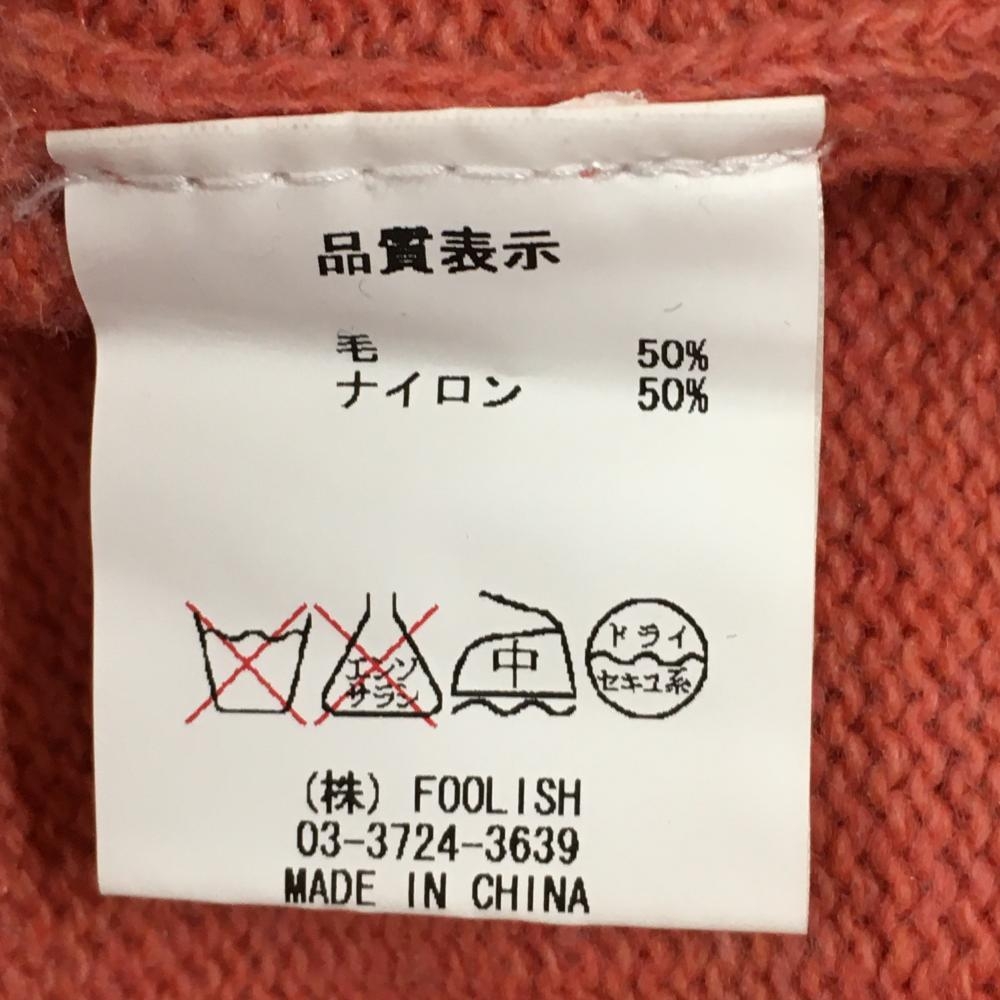 品質表示
毛 50%
ナイロン 50%
エンソ
サラシ
中
ドライ
セキユ系
(株) FOOLISH
03-3724-3639
MADE IN CHINA